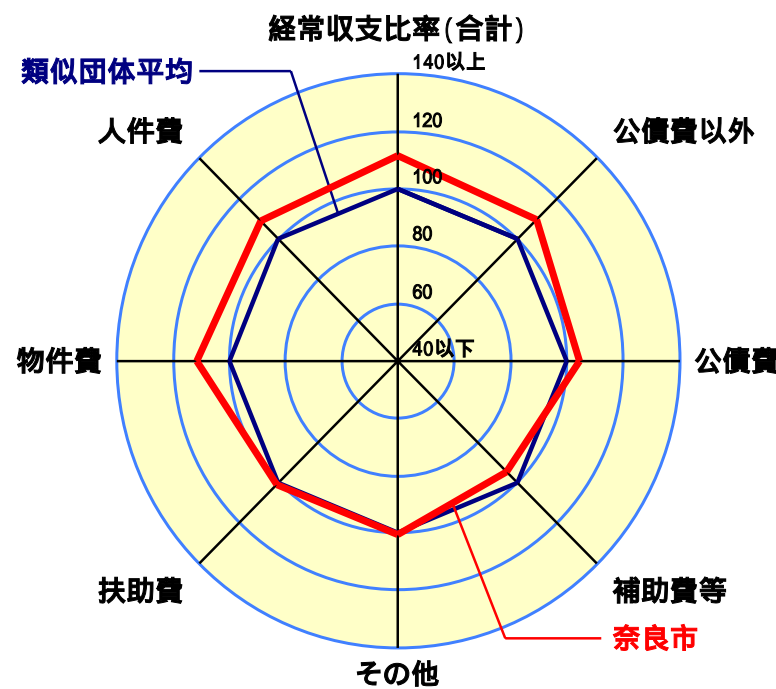 経常収支比率(合計)
類似団体平均
140以上
人件費
120
公債費以外
100
80
60
40以下
物件費
公債費
扶助費
補助費等
奈良市
その他